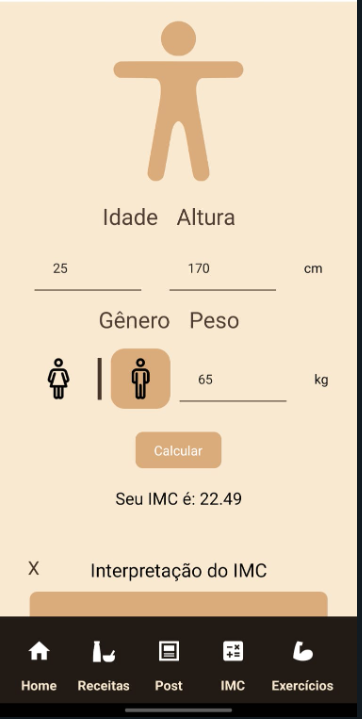 Idade Altura
25 170 cm
Gênero Peso
65 kg
Calcular
Seu IMC é: 22.49
X Interpretação do IMC
Home Receitas Post IMC Exercícios